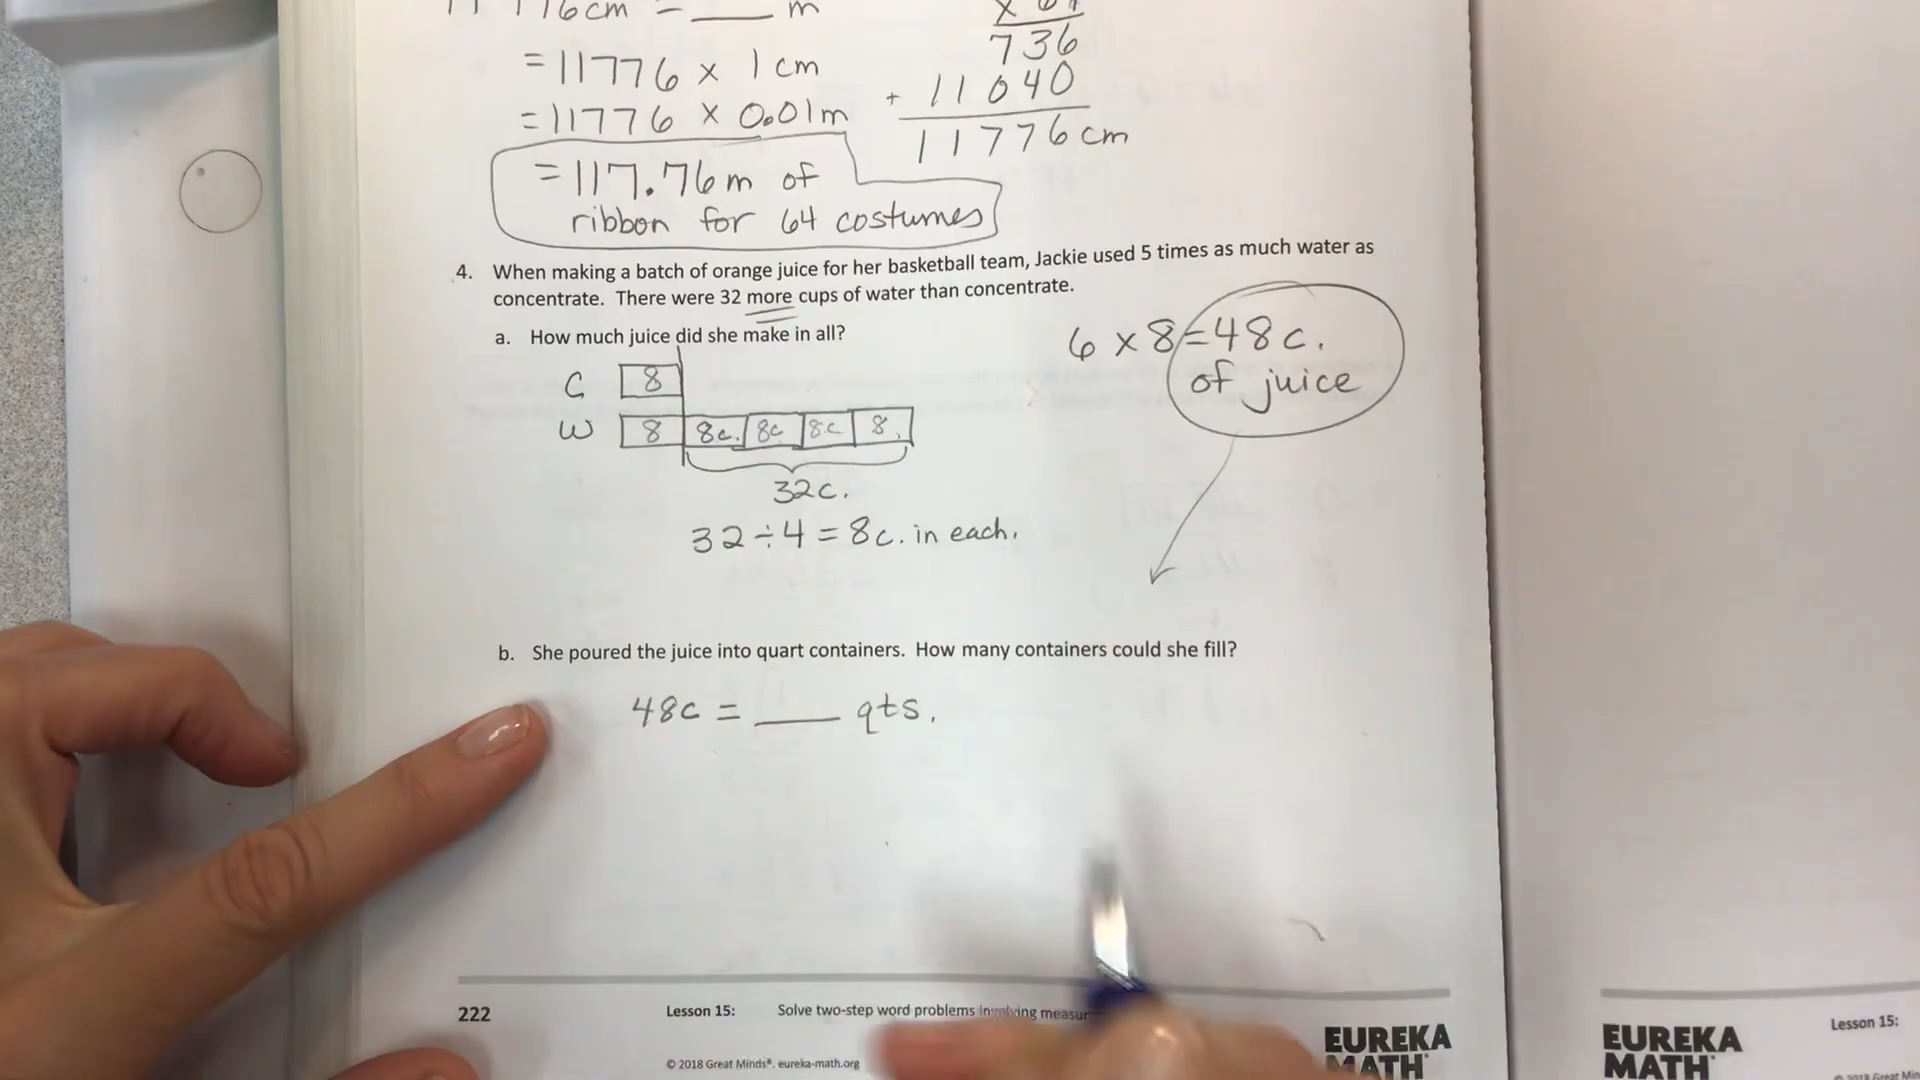 776cm = ___ m
= 11776 x 1 cm
= 11776 x 0.01m
= 117.76m of
ribbon for 64 costumes
736
+ 11040
11776 cm
4. When making a batch of orange juice for her basketball team, Jackie used 5 times as much water as
concentrate. There were 32 more cups of water than concentrate.
a. How much juice did she make in all?
6 x 8 = 48 c.
of juice
C 8
W 8 8c. 8c 8c 8.
32c.
32 ÷ 4 = 8c. in each.
b. She poured the juice into quart containers. How many containers could she fill?
48c = ___ qts.
222
Lesson 15: Solve two-step word problems involving measur
© 2018 Great Minds®. eureka-math.org
EUREKA
MATH
Lesson 15:
EUREKA
MATH